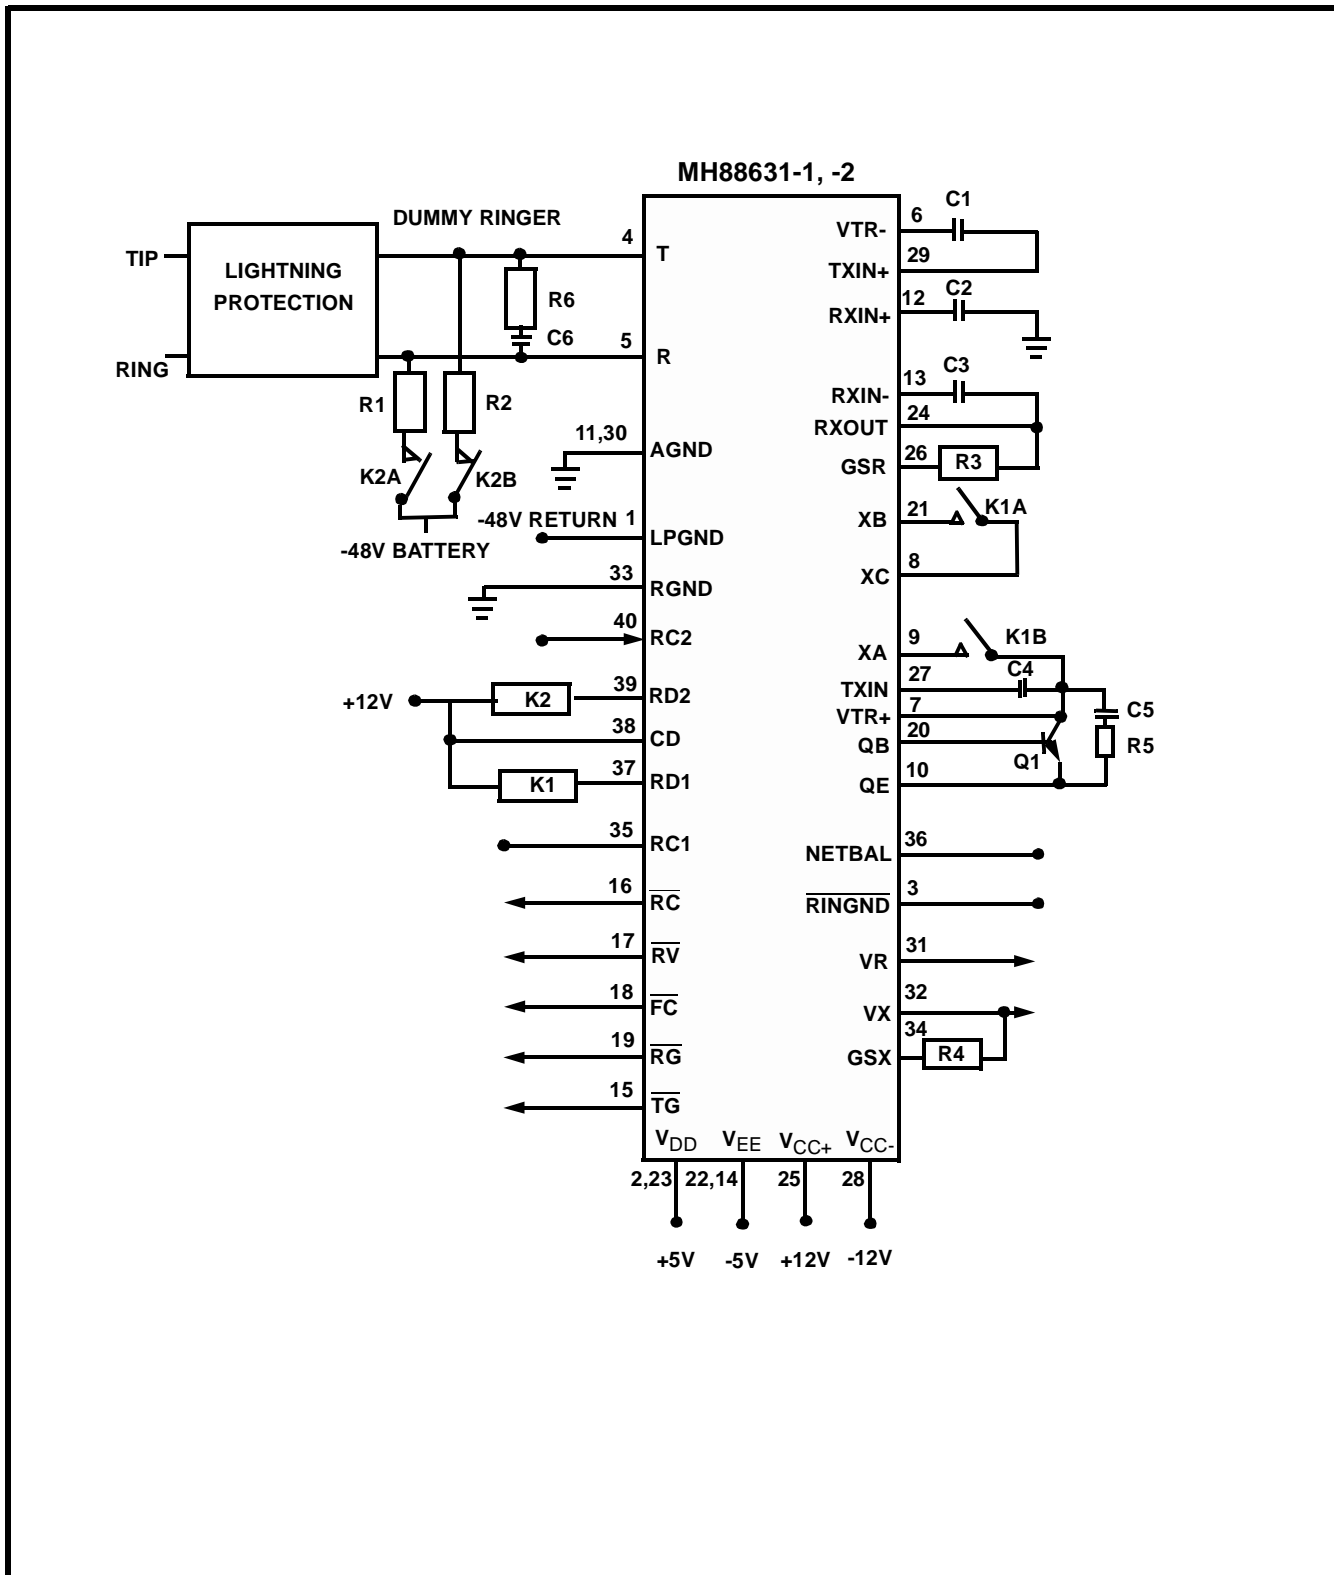 MH88631-1, -2
DUMMY RINGER
TIP
LIGHTNING
PROTECTION
RING
4
T
R6
C6
5
R
R1
R2
K2A
K2B
-48V BATTERY
11,30
AGND
-48V RETURN
1
LPGND
33
RGND
40
RC2
+12V
K2
39
RD2
38
CD
K1
37
RD1
35
RC1
16
RC
17
RV
18
FC
19
RG
15
TG
VTR-
6
C1
TXIN+
29
RXIN+
12
C2
RXIN-
13
C3
RXOUT
24
GSR
26
R3
XB
21
K1A
XC
8
XA
9
K1B
TXIN
27
C4
VTR+
7
C5
QB
20
Q1
R5
QE
10
NETBAL
36
RINGND
3
VR
31
VX
32
GSX
34
R4
VDD VEE VCC+ VCC-
2,23 22,14 25 28
+5V -5V +12V -12V